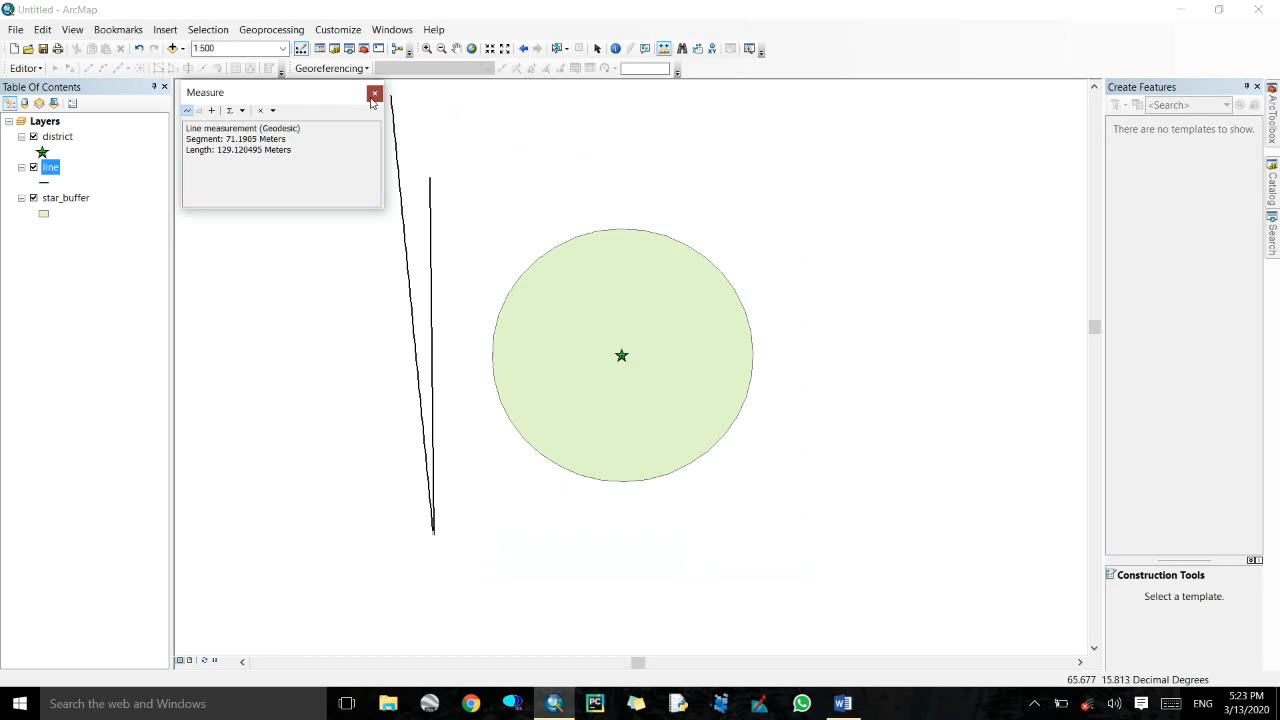 Untitled - ArcMap
File Edit View Bookmarks Insert Selection Geoprocessing Customize Windows Help
1:500
Editor Georeferencing
Table Of Contents
Layers
district
line
star_buffer
Measure
Line measurement (Geodesic)
Segment: 71.1905 Meters
Length: 129.120495 Meters
Create Features
<Search>
There are no templates to show.
Construction Tools
Select a template.
ArcToolbox
Catalog
Search
65.677 15.813 Decimal Degrees
Search the web and Windows
ENG
5:23 PM
3/13/2020